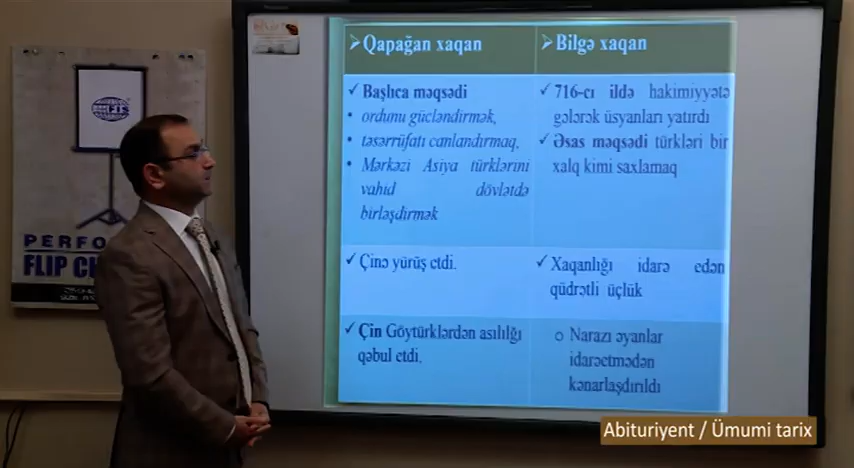 Qapağan xaqan
Bilgə xaqan
Başlıca məqsədi
ordunu gücləndirmək,
təsərrüfatı canlandırmaq,
Mərkəzi Asiya türklərini
vahid dövlətdə
birləşdirmək
716-cı ildə hakimiyyətə
gələrək üsyanları yatırdı
Əsas məqsədi türkləri bir
xalq kimi saxlamaq
Çinə yürüş etdi.
Xaqanlığı idarə edən
qüdrətli üçlük
Çin Göytürklərdən asılılğı
qəbul etdi.
Narazı əyanlar
idarəetmədən
kənarlaşdırıldı
PERFO
FLIP CH
Abituriyent / Ümumi tarix